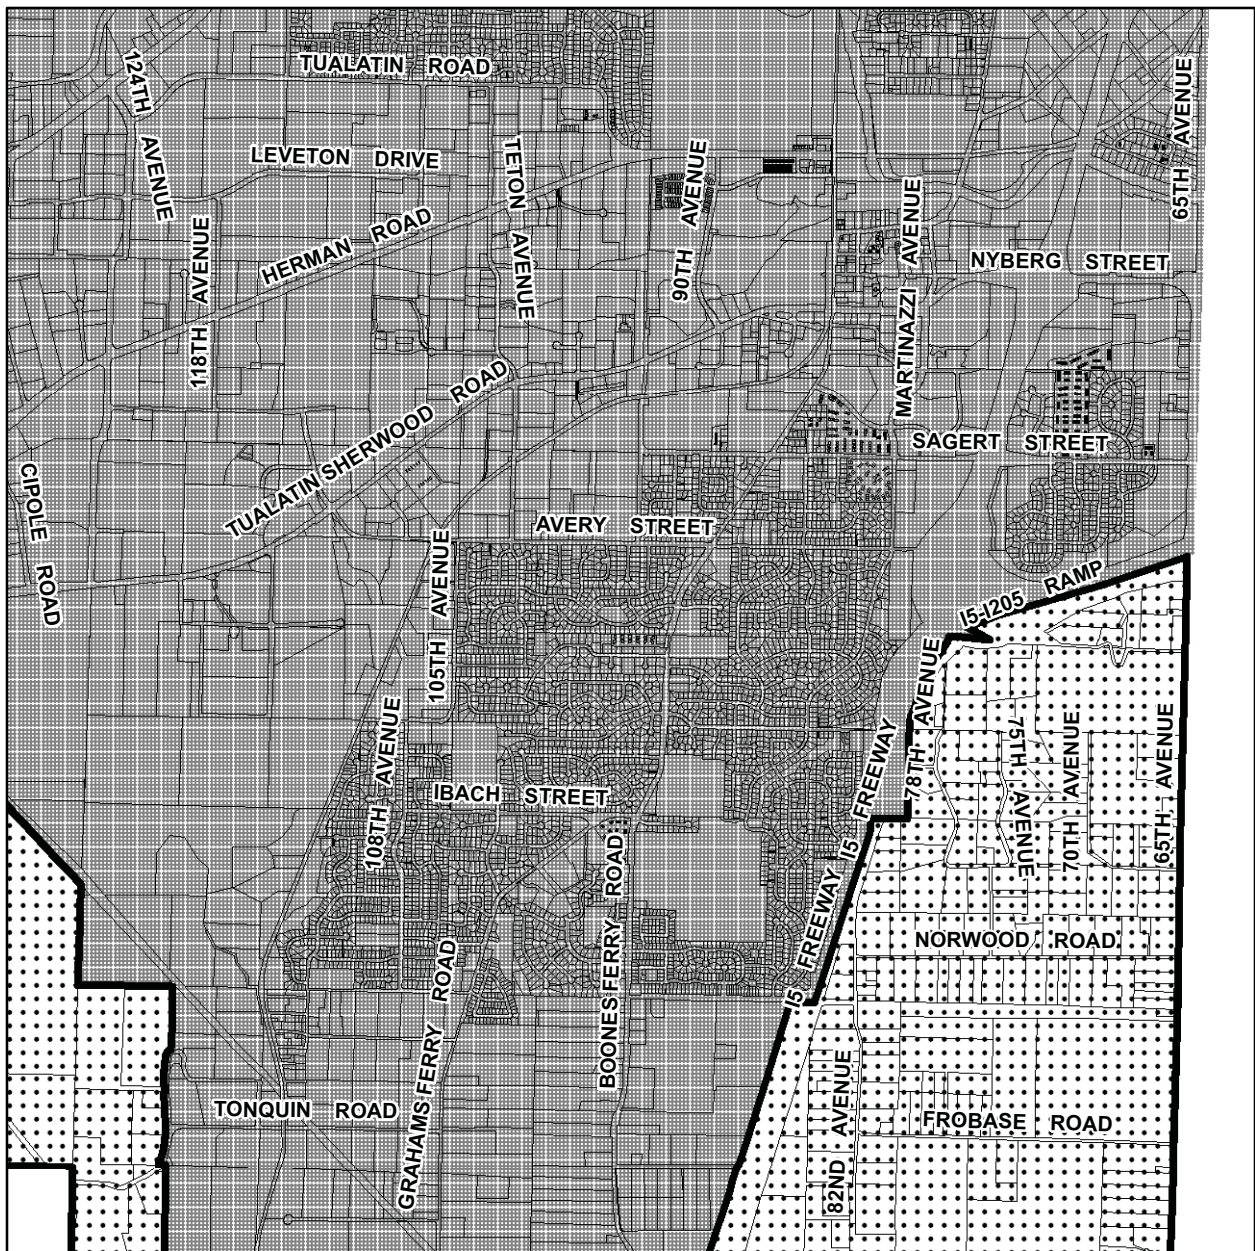 TUALATIN ROAD
124TH AVENUE
65TH AVENUE
LEVETON DRIVE
TETON AVENUE
90TH AVENUE
HERMAN ROAD
118TH AVENUE
MARTINAZZI AVENUE
NYBERG STREET
TUALATIN SHERWOOD ROAD
SAGERT STREET
CIPOLE ROAD
AVERY STREET
105TH AVENUE
I5-I205 RAMP
78TH AVENUE
108TH AVENUE
IBACH STREET
I5 FREEWAY
75TH AVENUE
70TH AVENUE
65TH AVENUE
I5 FREEWAY
BOONES FERRY ROAD
NORWOOD ROAD
GRAHAMS FERRY ROAD
TONQUIN ROAD
82ND AVENUE
FROBASE ROAD